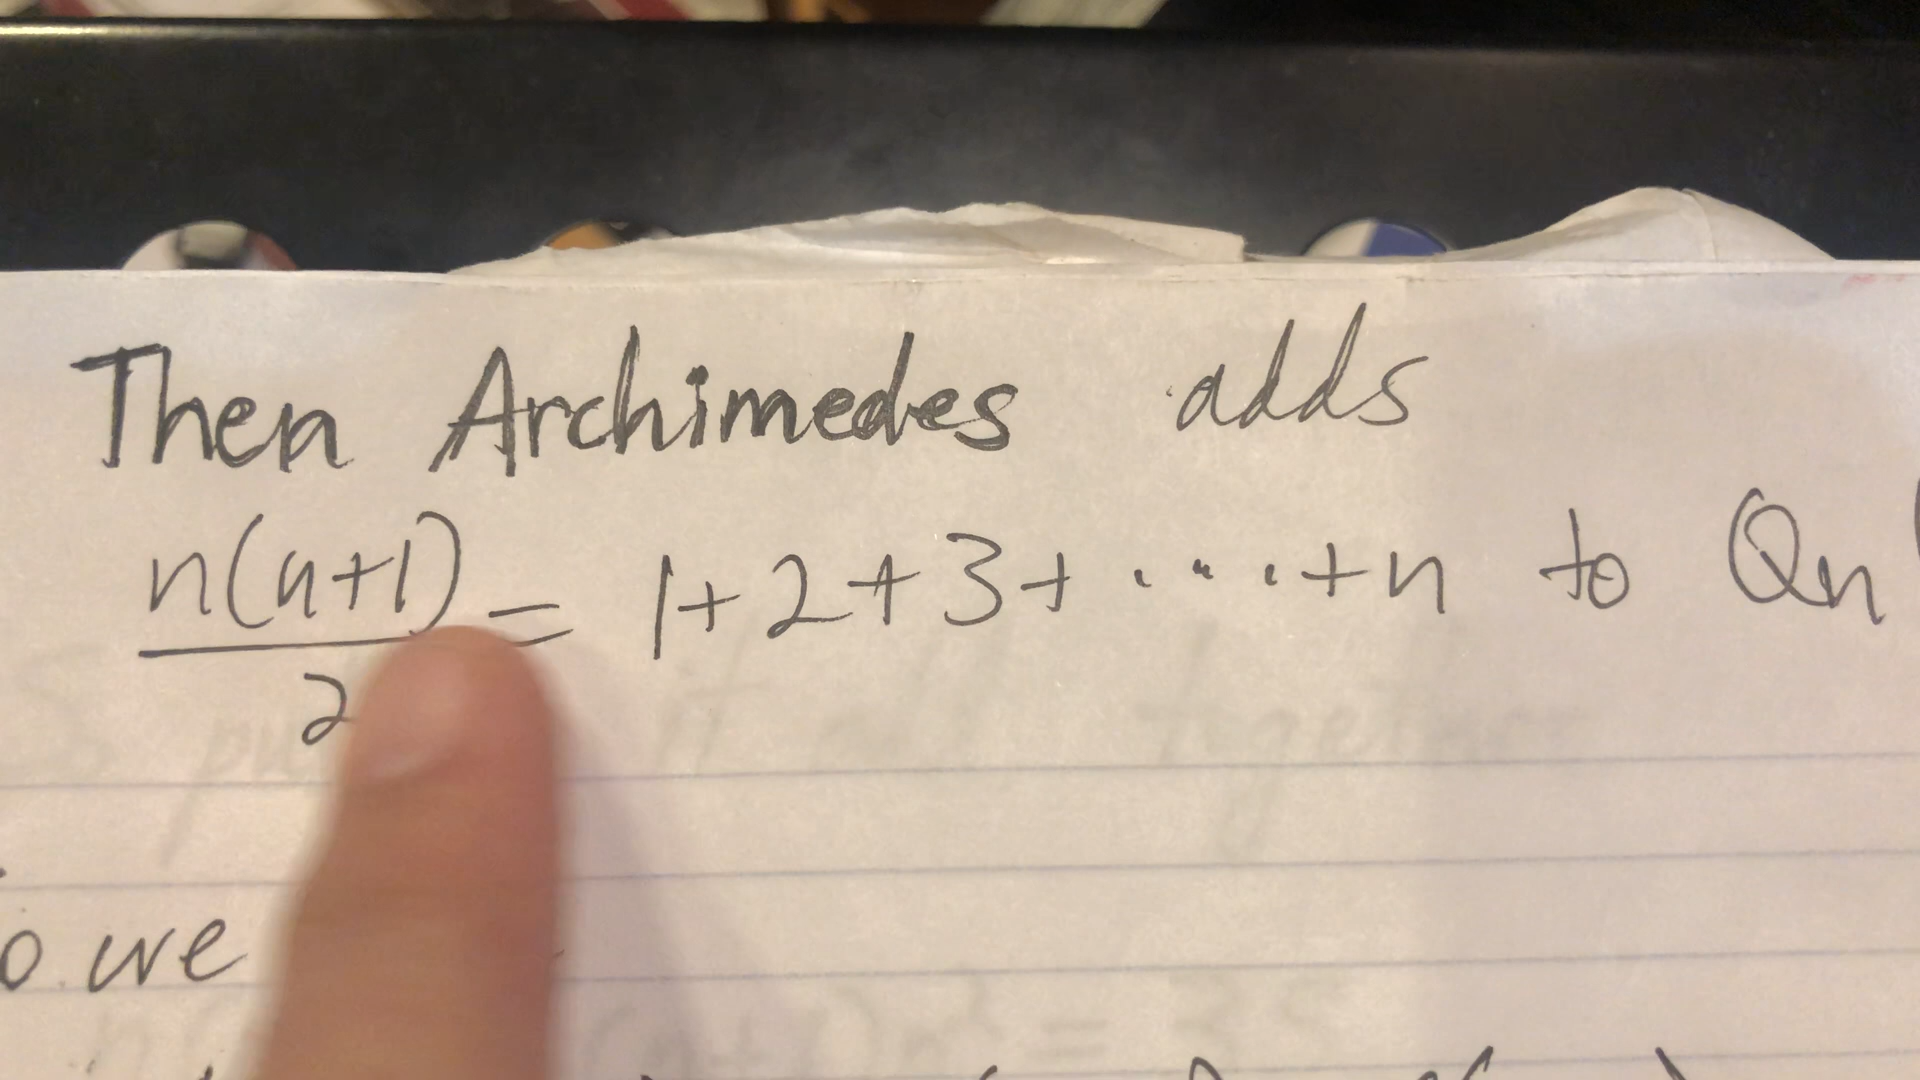 Then Archimedes adds
n(n+1)/2 = 1+2+3+....+n to Qn
we